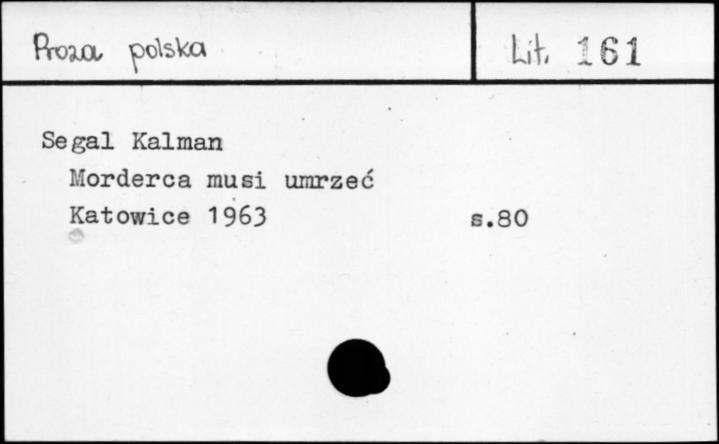 Proza polska
Lit. 161
Segal Kalman
Morderca musi umrzeć
Katowice 1963 s.80